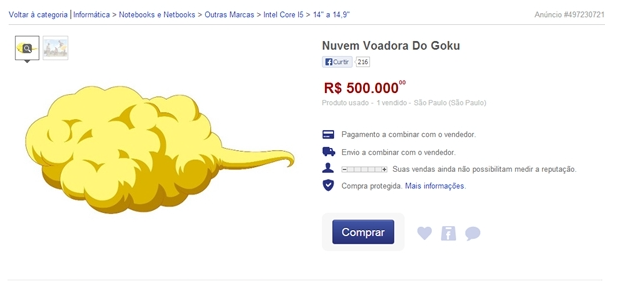 Voltar à categoria | Informática > Notebooks e Netbooks > Outras Marcas > Intel Core I5 > 14" a 14,9"
Anúncio #497230721
Nuvem Voadora Do Goku
Curtir 216
R$ 500.000⁰⁰
Produto usado - 1 vendido - São Paulo (São Paulo)
Pagamento a combinar com o vendedor.
Envio a combinar com o vendedor.
Suas vendas ainda não possibilitam medir a reputação.
Compra protegida. Mais informações.
Comprar